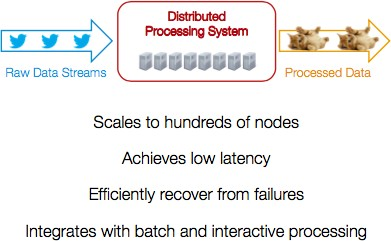 Distributed
Processing System
Raw Data Streams
Processed Data
Scales to hundreds of nodes
Achieves low latency
Efficiently recover from failures
Integrates with batch and interactive processing